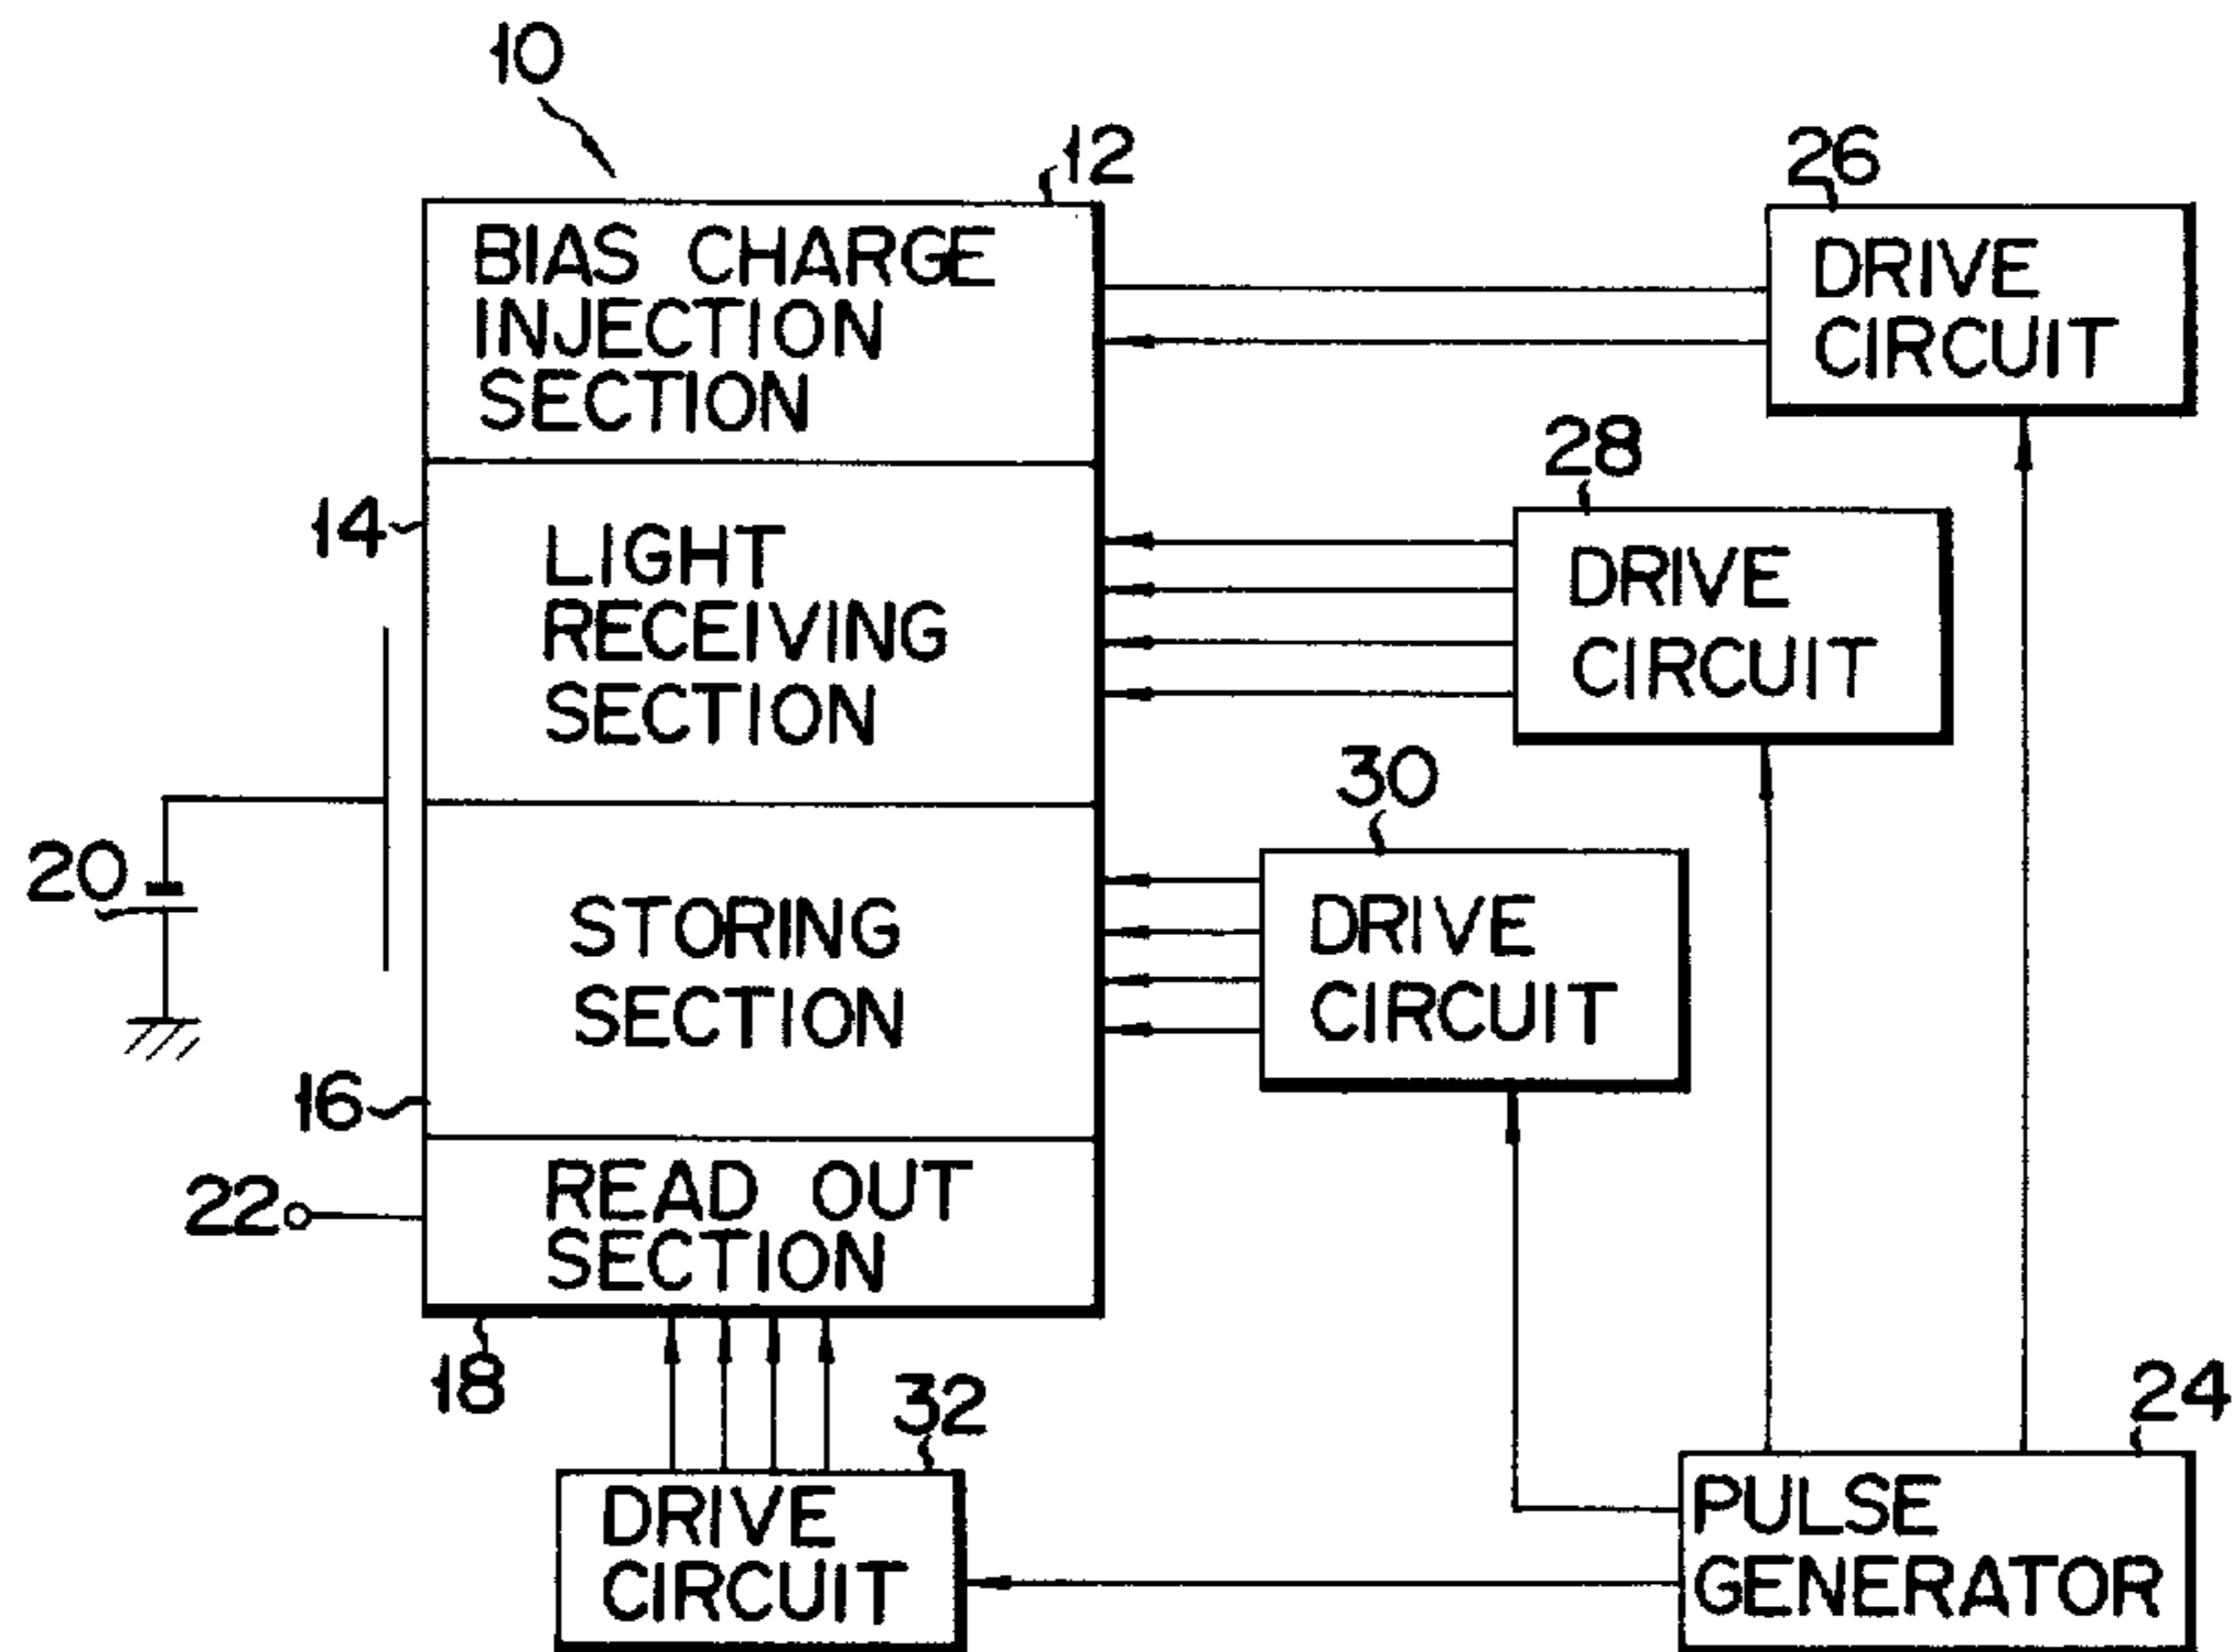 10
12
26
BIAS CHARGE
INJECTION
SECTION
DRIVE
CIRCUIT
28
14
LIGHT
RECEIVING
SECTION
DRIVE
CIRCUIT
30
20
STORING
SECTION
DRIVE
CIRCUIT
16
22
READ OUT
SECTION
18
32
24
DRIVE
CIRCUIT
PULSE
GENERATOR